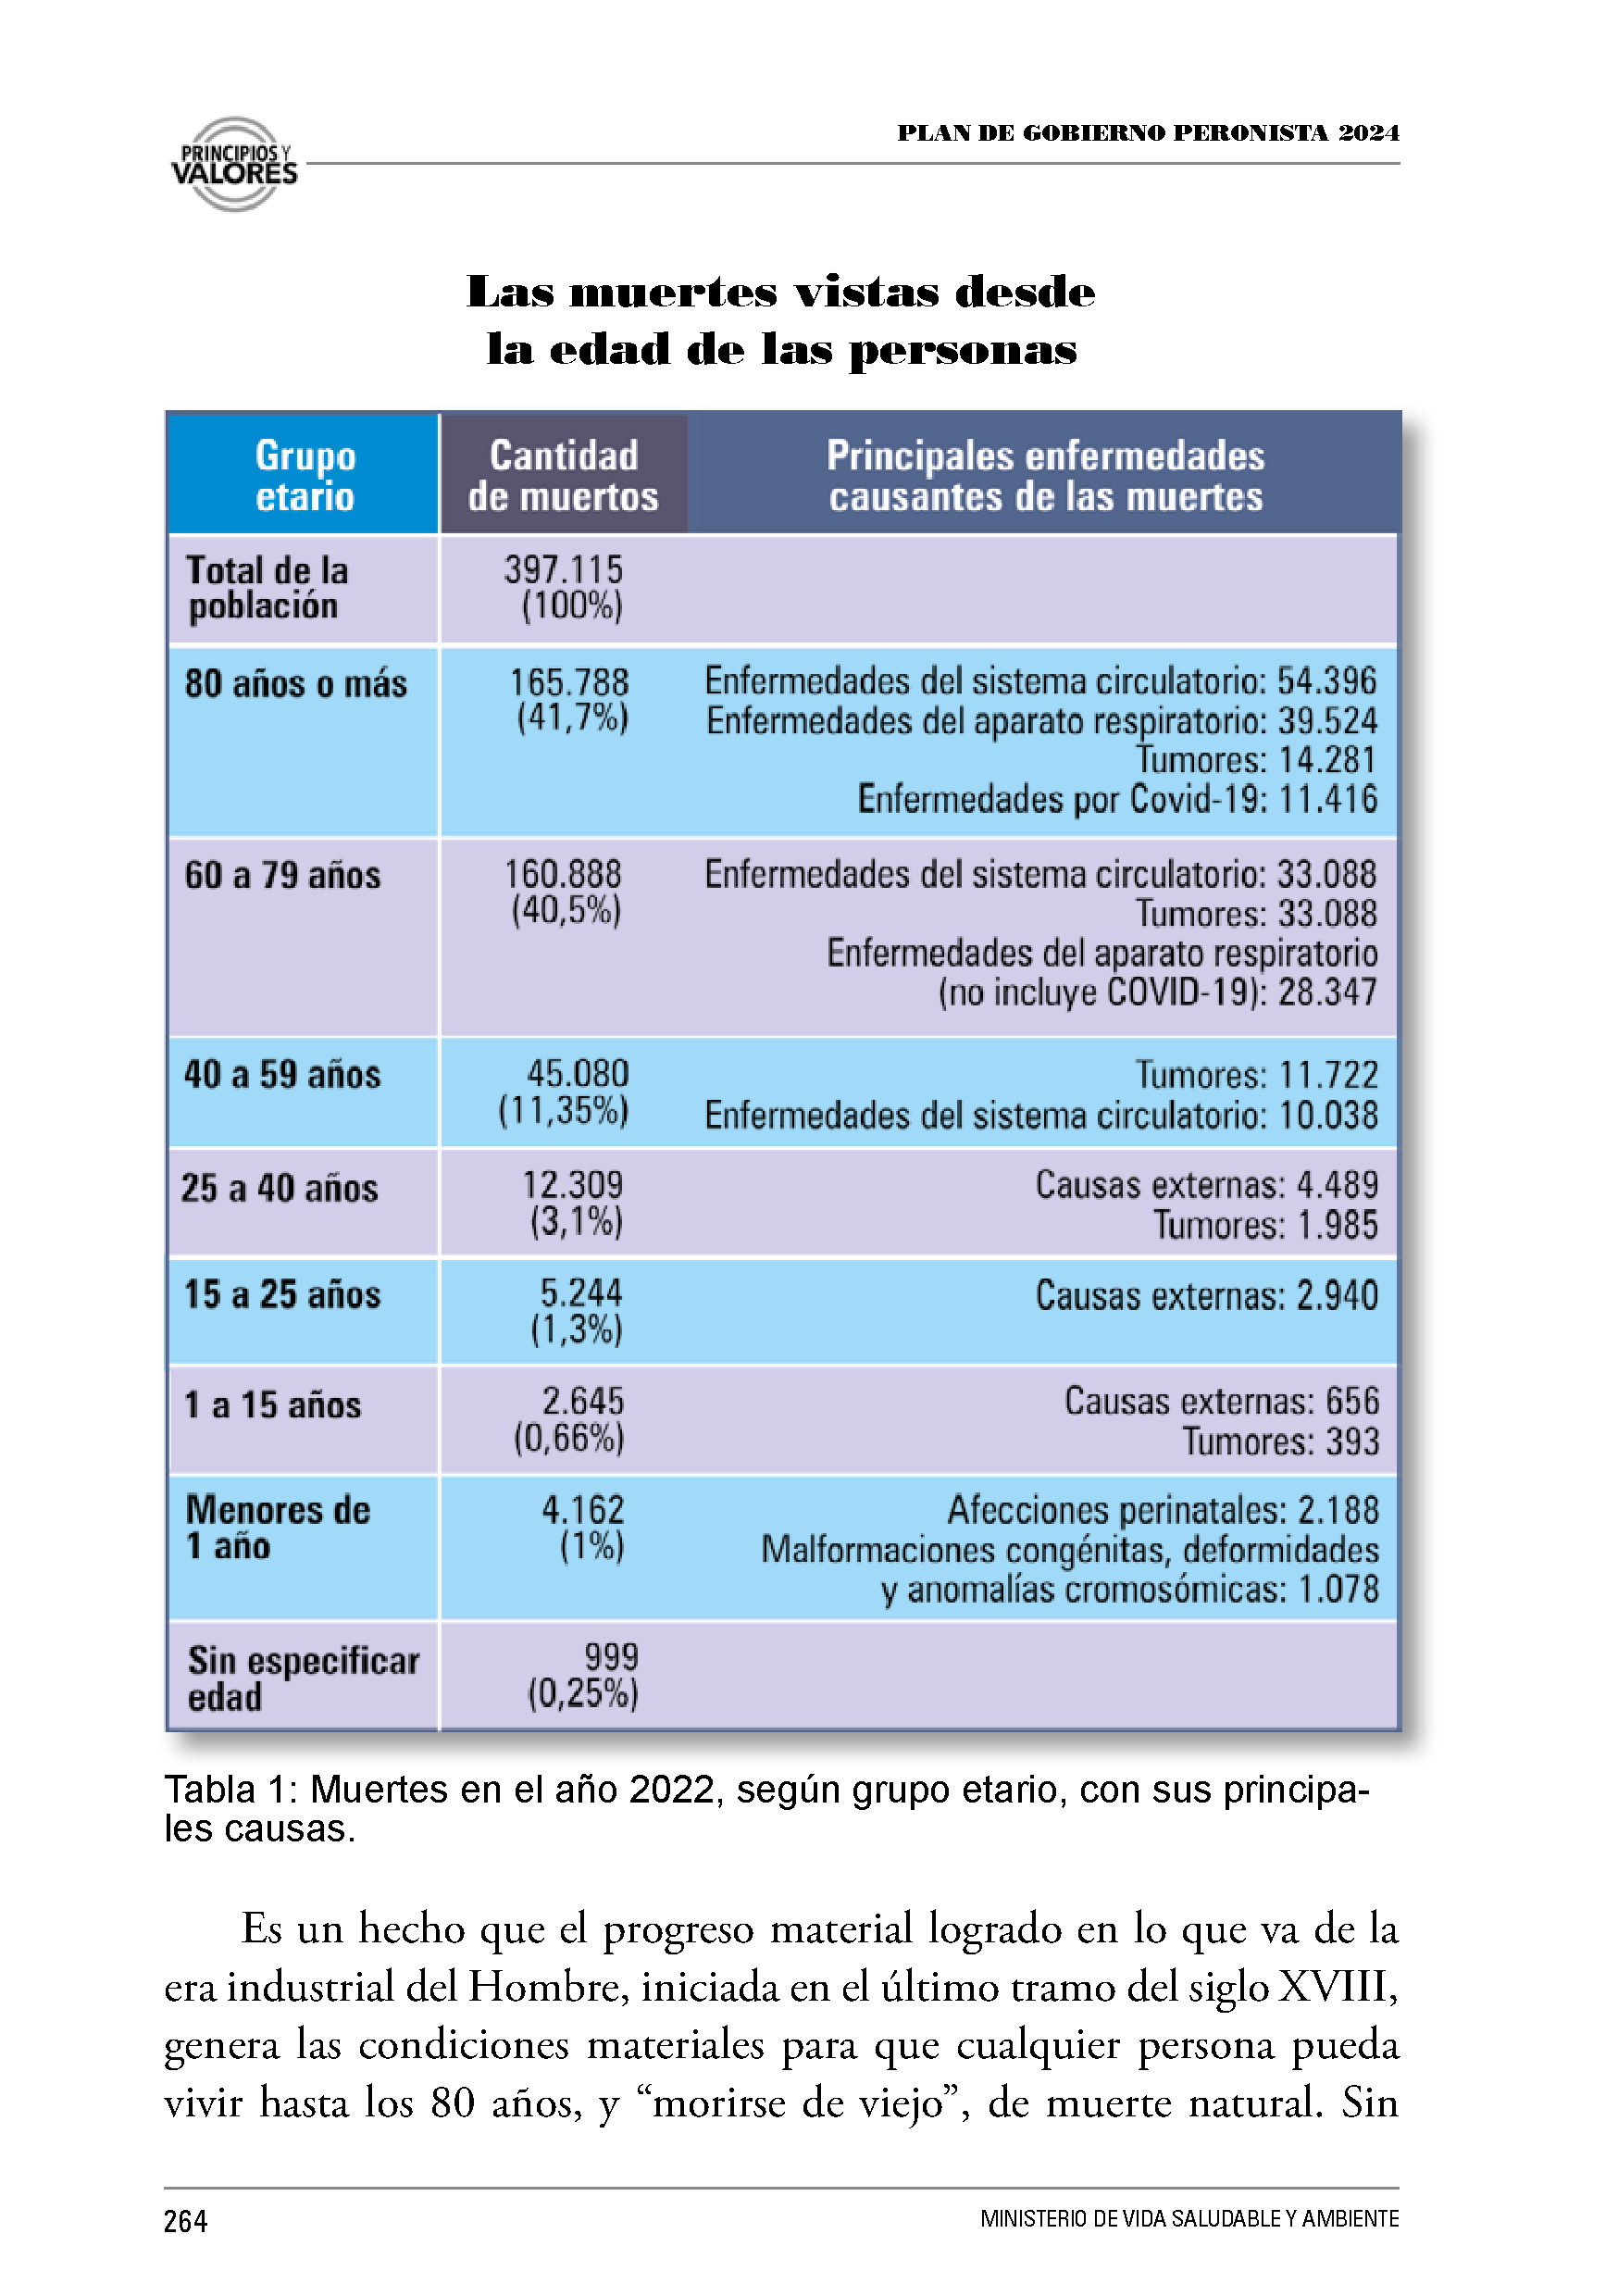 PRINCIPIOS Y
VALORES
PLAN DE GOBIERNO PERONISTA 2024
Las muertes vistas desde
la edad de las personas
Grupo
etario
Cantidad
de muertos
Principales enfermedades
causantes de las muertes
Total de la
población
397.115
(100%)
80 años o más
165.788
(41,7%)
Enfermedades del sistema circulatorio: 54.396
Enfermedades del aparato respiratorio: 39.524
Tumores: 14.281
Enfermedades por Covid-19: 11.416
60 a 79 años
160.888
(40,5%)
Enfermedades del sistema circulatorio: 33.088
Tumores: 33.088
Enfermedades del aparato respiratorio
(no incluye COVID-19): 28.347
40 a 59 años
45.080
(11,35%)
Tumores: 11.722
Enfermedades del sistema circulatorio: 10.038
25 a 40 años
12.309
(3,1%)
Causas externas: 4.489
Tumores: 1.985
15 a 25 años
5.244
(1,3%)
Causas externas: 2.940
1 a 15 años
2.645
(0,66%)
Causas externas: 656
Tumores: 393
Menores de
1 año
4.162
(1%)
Afecciones perinatales: 2.188
Malformaciones congénitas, deformidades
y anomalías cromosómicas: 1.078
Sin especificar
edad
999
(0,25%)
Tabla 1: Muertes en el año 2022, según grupo etario, con sus principa-
les causas.
Es un hecho que el progreso material logrado en lo que va de la
era industrial del Hombre, iniciada en el último tramo del siglo XVIII,
genera las condiciones materiales para que cualquier persona pueda
vivir hasta los 80 años, y “morirse de viejo”, de muerte natural. Sin
264
MINISTERIO DE VIDA SALUDABLE Y AMBIENTE